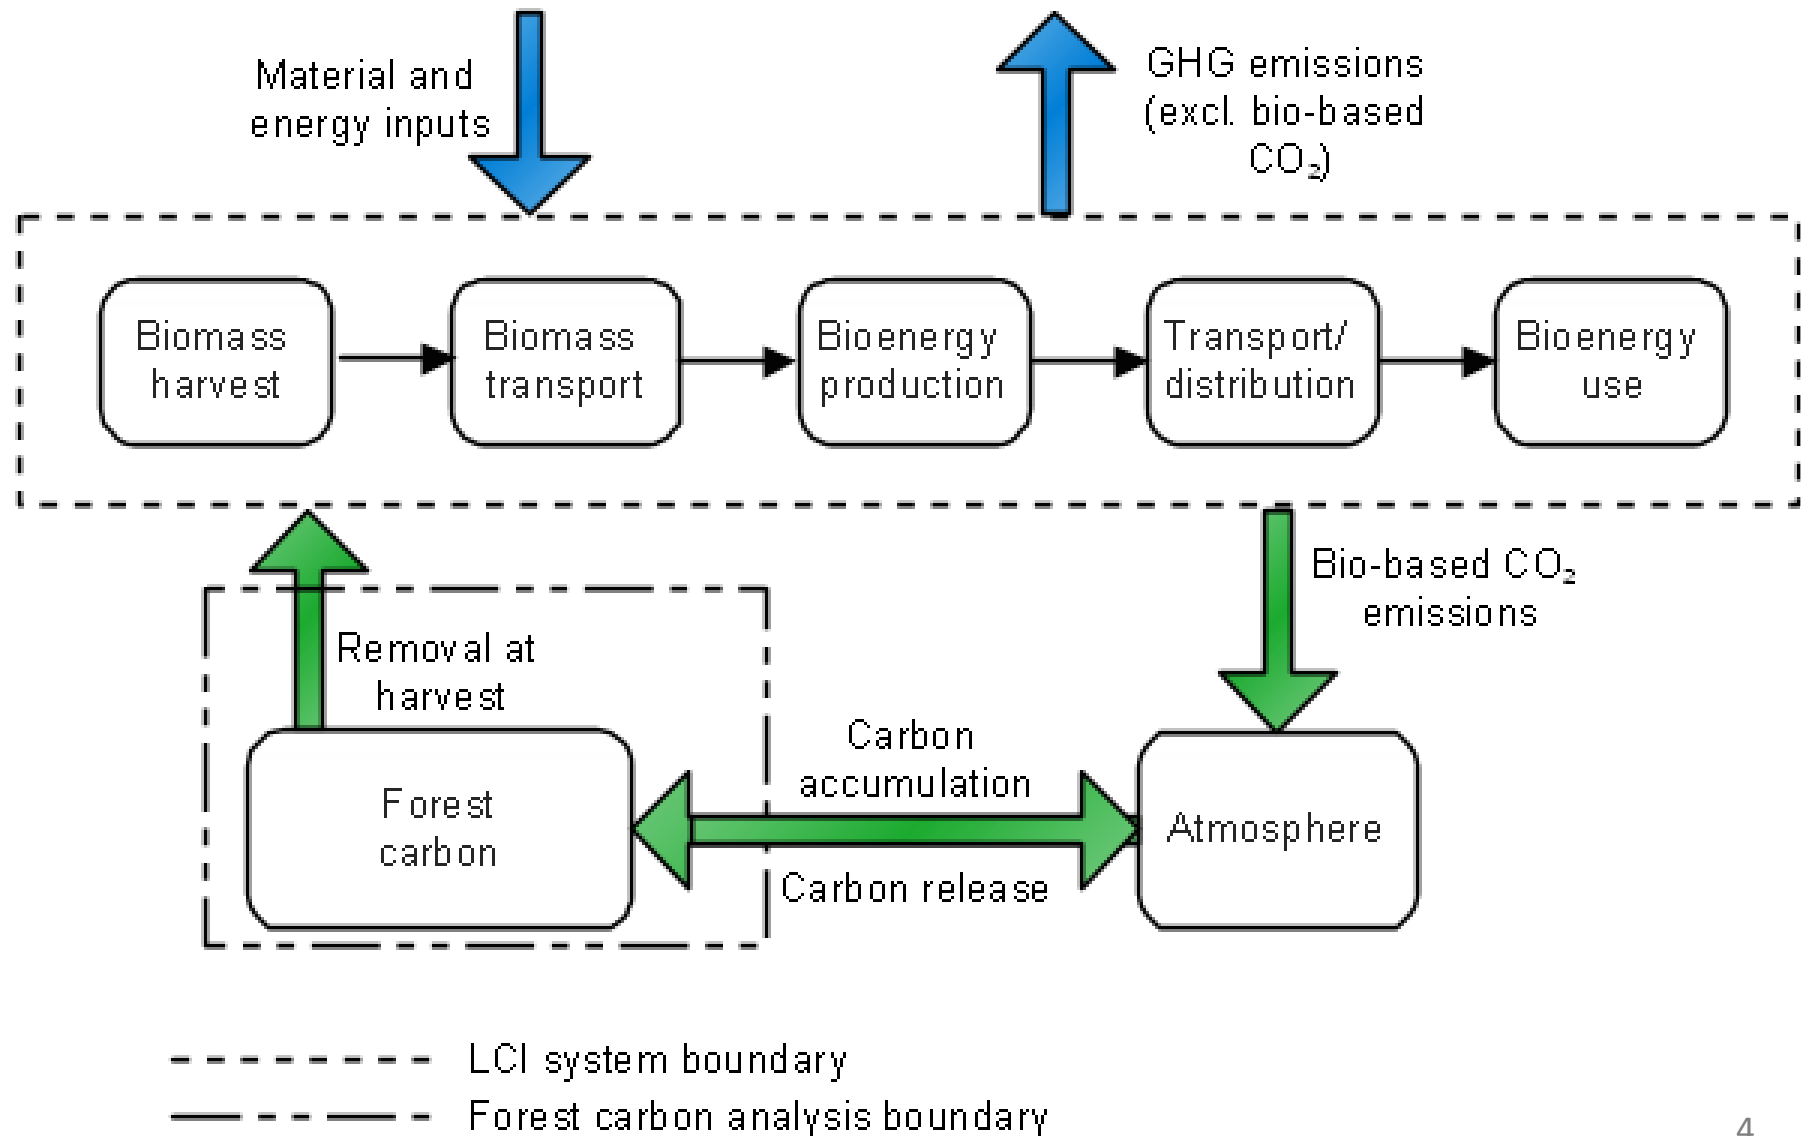 Material and
energy inputs
GHG emissions
(excl. bio-based
CO₂)
Biomass
harvest
Biomass
transport
Bioenergy
production
Transport/
distribution
Bioenergy
use
Bio-based CO₂
emissions
Removal at
harvest
Carbon
accumulation
Forest
carbon
Atmosphere
Carbon release
LCI system boundary
Forest carbon analysis boundary
4